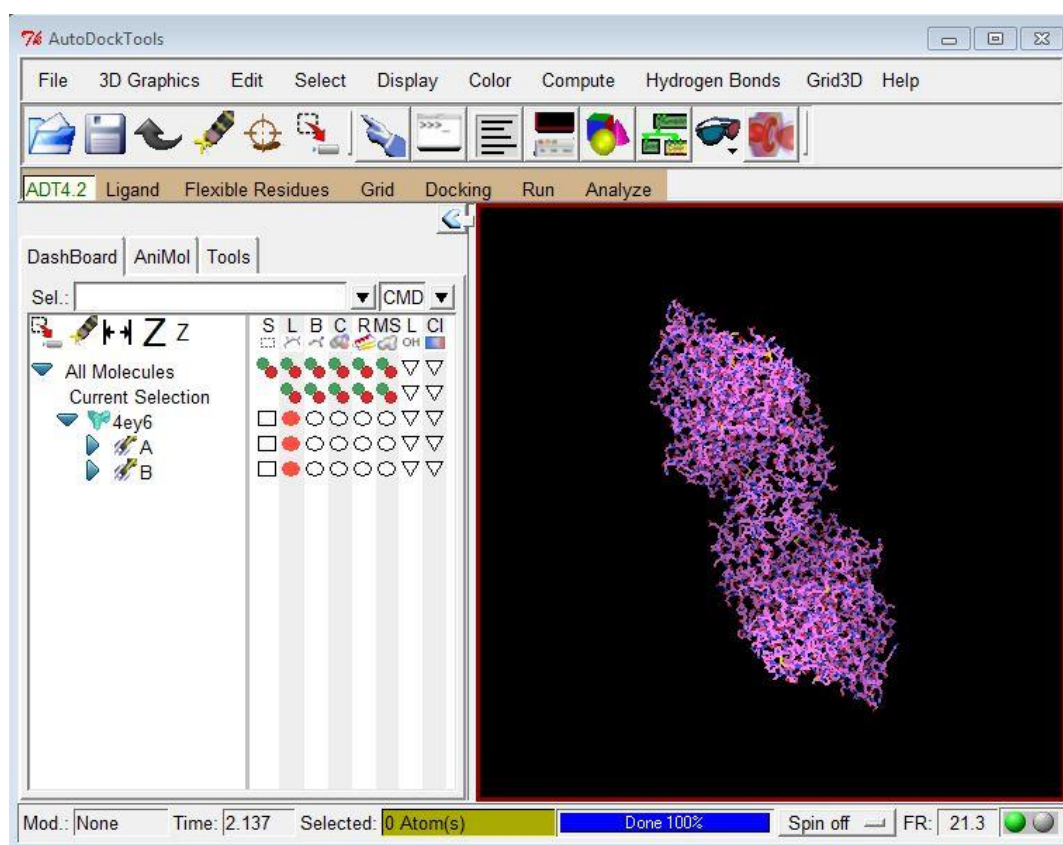 AutoDockTools
File 3D Graphics Edit Select Display Color Compute Hydrogen Bonds Grid3D Help
>>>_
ADT4.2 Ligand Flexible Residues Grid Docking Run Analyze
DashBoard AniMol Tools
Sel.: CMD
Z Z S L B C R MS L Cl
OH
All Molecules
Current Selection
4ey6
A
B
Mod.: None Time: 2.137 Selected: 0 Atom(s) Done 100% Spin off FR: 21.3